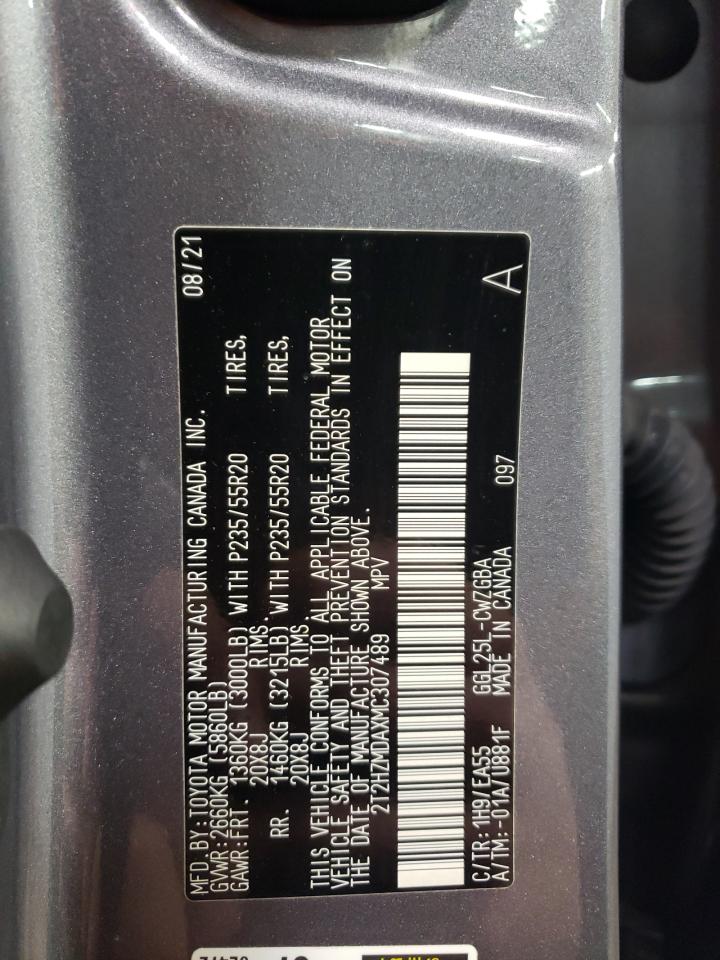 MFD.BY:TOYOTA MOTOR MANUFACTURING CANADA INC. 08/21
GVWR:2660KG (5860LB)
GAWR:FRT. 1360KG (3000LB) WITH P235/55R20 TIRES,
20X8J RIMS.
RR. 1460KG (3215LB) WITH P235/55R20 TIRES,
20X8J RIMS.
THIS VEHICLE CONFORMS TO ALL APPLICABLE FEDERAL MOTOR
VEHICLE SAFETY AND THEFT PREVENTION STANDARDS IN EFFECT ON
THE DATE OF MANUFACTURE SHOWN ABOVE.
2T2HZMDAXMC307489 MPV
C/TR:1H9/EA55 GGL25L-CWZGBA
A/TM:-01A/U881F MADE IN CANADA 097 A